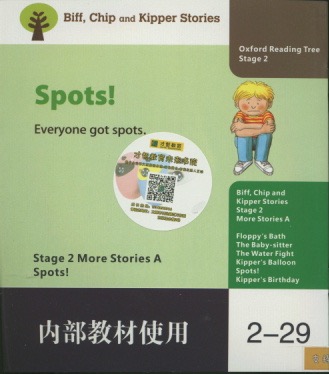 Biff, Chip and Kipper Stories
Oxford Reading Tree
Stage 2
Spots!
Everyone got spots.
Biff, Chip and
Kipper Stories
Stage 2
More Stories A
Floppy's Bath
The Baby-sitter
The Water Fight
Kipper's Balloon
Spots!
Kipper's Birthday
Stage 2 More Stories A
Spots!
内部教材使用
2-29